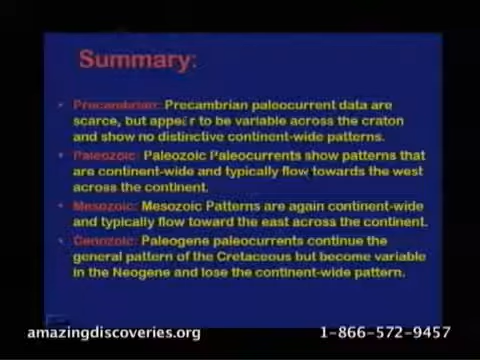 Summary:
• Precambrian: Precambrian paleocurrent data are
scarce, but appear to be variable across the craton
and show no distinctive continent-wide patterns.
• Paleozoic: Paleozoic Paleocurrents show patterns that
are continent-wide and typically flow towards the west
across the continent.
• Mesozoic: Mesozoic Patterns are again continent-wide
and typically flow toward the east across the continent.
• Cenozoic: Paleogene paleocurrents continue the
general pattern of the Cretaceous but become variable
in the Neogene and lose the continent-wide pattern.
amazingdiscoveries.org
1-866-572-9457